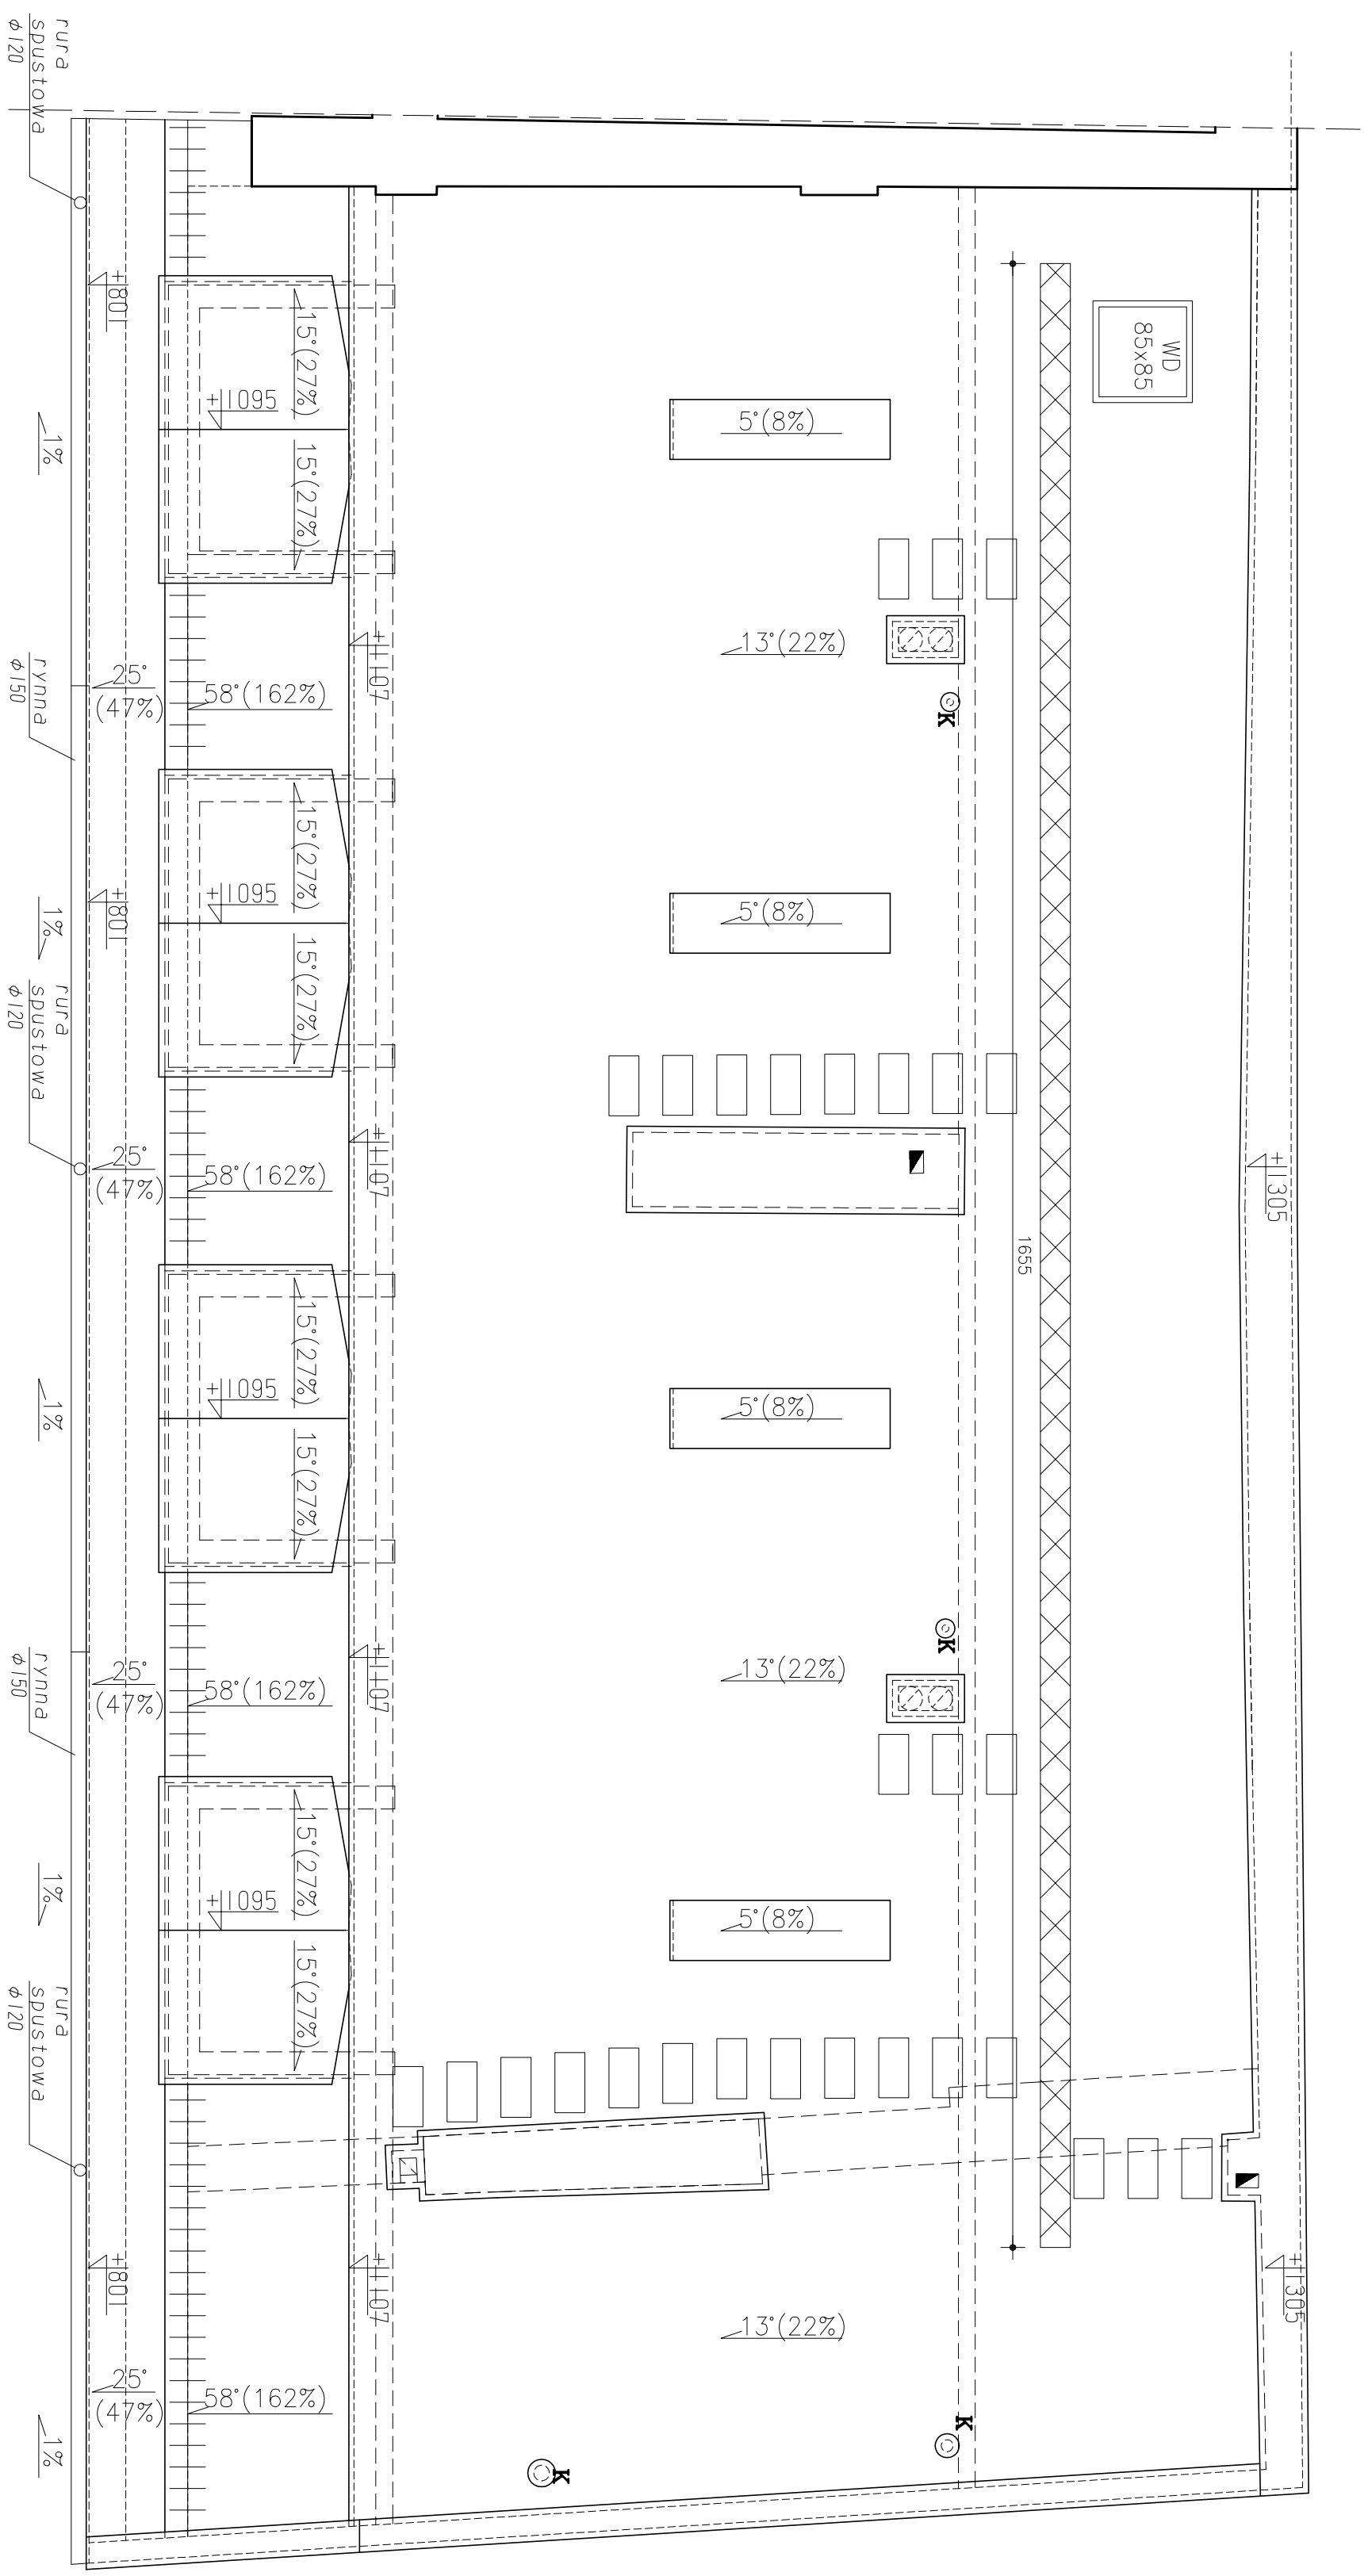 rura
spustowa
ϕ120
+801
1%
rynna
ϕ150
25°
(47%)
58°(162%)
15°(27%)
+1095
15°(27%)
+1107
5°(8%)
13°(22%)
K
WD
85x85
1%
+801
rura
spustowa
ϕ120
25°
(47%)
58°(162%)
15°(27%)
+1095
15°(27%)
+1107
5°(8%)
1655
+1305
1%
rynna
ϕ150
25°
(47%)
58°(162%)
15°(27%)
+1095
15°(27%)
+1107
5°(8%)
K
13°(22%)
1%
rura
spustowa
ϕ120
15°(27%)
+1095
15°(27%)
5°(8%)
+801
25°
(47%)
58°(162%)
+1107
13°(22%)
+1305
1%
K
K